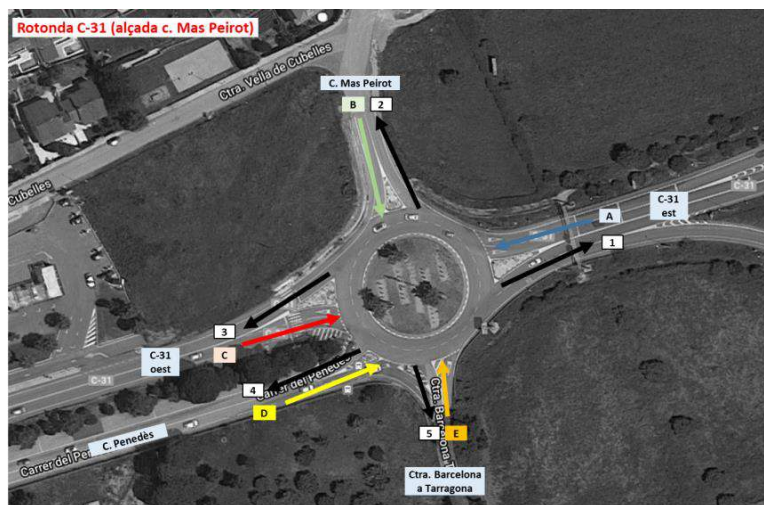 Rotonda C-31 (alçada c. Mas Peirot)
Ctra. Vella de Cubelles
C. Mas Peirot
B
2
Cubelles
A
C-31
est
C-31
1
3
C-31
oest
C
C-31
4
Carrer del Penedès
D
C. Penedès
Carrer del Pen
5
E
Ctra. Barcelona T
Ctra. Barcelona
a Tarragona